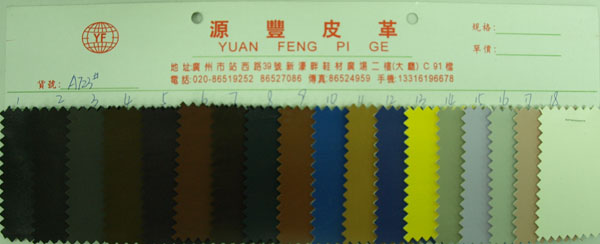 YF
源豐皮革
YUAN FENG PI GE
規格:
單價:
地址廣州市站西路39號新濠畔鞋材廣場二樓(大廳) C 91檔
電話:020-86519252 86527086 傳真:86524959 手機:13316196678
貨號: A723#
1 2 3 4 5 6 7 8 9 10 11 12 13 14 15 16 17 18